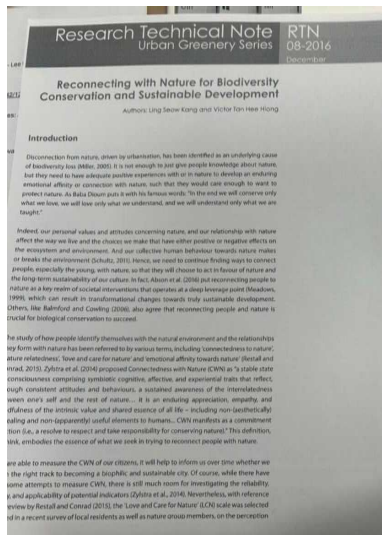 Research Technical Note
Urban Greenery Series
RTN
08-2016
December
Reconnecting with Nature for Biodiversity
Conservation and Sustainable Development
Authors: Ling Seow Kang and Victor Tan Hee Hiong
Introduction
Disconnection from nature, driven by urbanisation, has been identified as an underlying cause
of biodiversity loss (Miller, 2005). It is not enough to just give people knowledge about nature,
but they need to have adequate positive experiences with or in nature to develop an enduring
emotional affinity or connection with nature, such that they would care enough to want to
protect nature. As Baba Dioum puts it with his famous words: "In the end we will conserve only
what we love, we will love only what we understand, and we will understand only what we are
taught."
Indeed, our personal values and attitudes concerning nature, and our relationship with nature
affect the way we live and the choices we make that have either positive or negative effects on
the ecosystem and environment. And our collective human behaviour towards nature makes
or breaks the environment (Schultz, 2011). Hence, we need to continue finding ways to connect
people, especially the young, with nature, so that they will choose to act in favour of nature and
the long-term sustainability of our culture. In fact, Abson et al. (2016) put reconnecting people to
nature as a key realm of societal interventions that operates at a deep leverage point (Meadows,
1999), which can result in transformational changes towards truly sustainable development.
Others, like Balmford and Cowling (2006), also agree that reconnecting people and nature is
crucial for biological conservation to succeed.
The study of how people identify themselves with the natural environment and the relationships
they form with nature has been referred to by various terms, including 'connectedness to nature',
ature relatedness', 'love and care for nature' and 'emotional affinity towards nature' (Restall and
nrad, 2015). Zylstra et al. (2014) proposed Connectedness with Nature (CWN) as "a stable state
consciousness comprising symbiotic cognitive, affective, and experiential traits that reflect,
ough consistent attitudes and behaviours, a sustained awareness of the interrelatedness
ween one's self and the rest of nature... It is an enduring appreciation, empathy, and
dfulness of the intrinsic value and shared essence of all life – including non-(aesthetically)
ealing and non-(apparently) useful elements to humans... CWN manifests as a commitment
tion (i.e., a resolve to respect and take responsibility for conserving nature)." This definition,
hink, embodies the essence of what we seek in trying to reconnect people with nature.
are able to measure the CWN of our citizens, it will help to inform us over time whether we
n the right track to becoming a biophilic and sustainable city. Of course, while there have
some attempts to measure CWN, there is still much room for investigating the reliability,
y, and applicability of potential indicators (Zylstra et al., 2014). Nevertheless, with reference
eview by Restall and Conrad (2015), the 'Love and Care for Nature' (LCN) scale was selected
ed in a recent survey of local residents as well as nature group members, on the perception